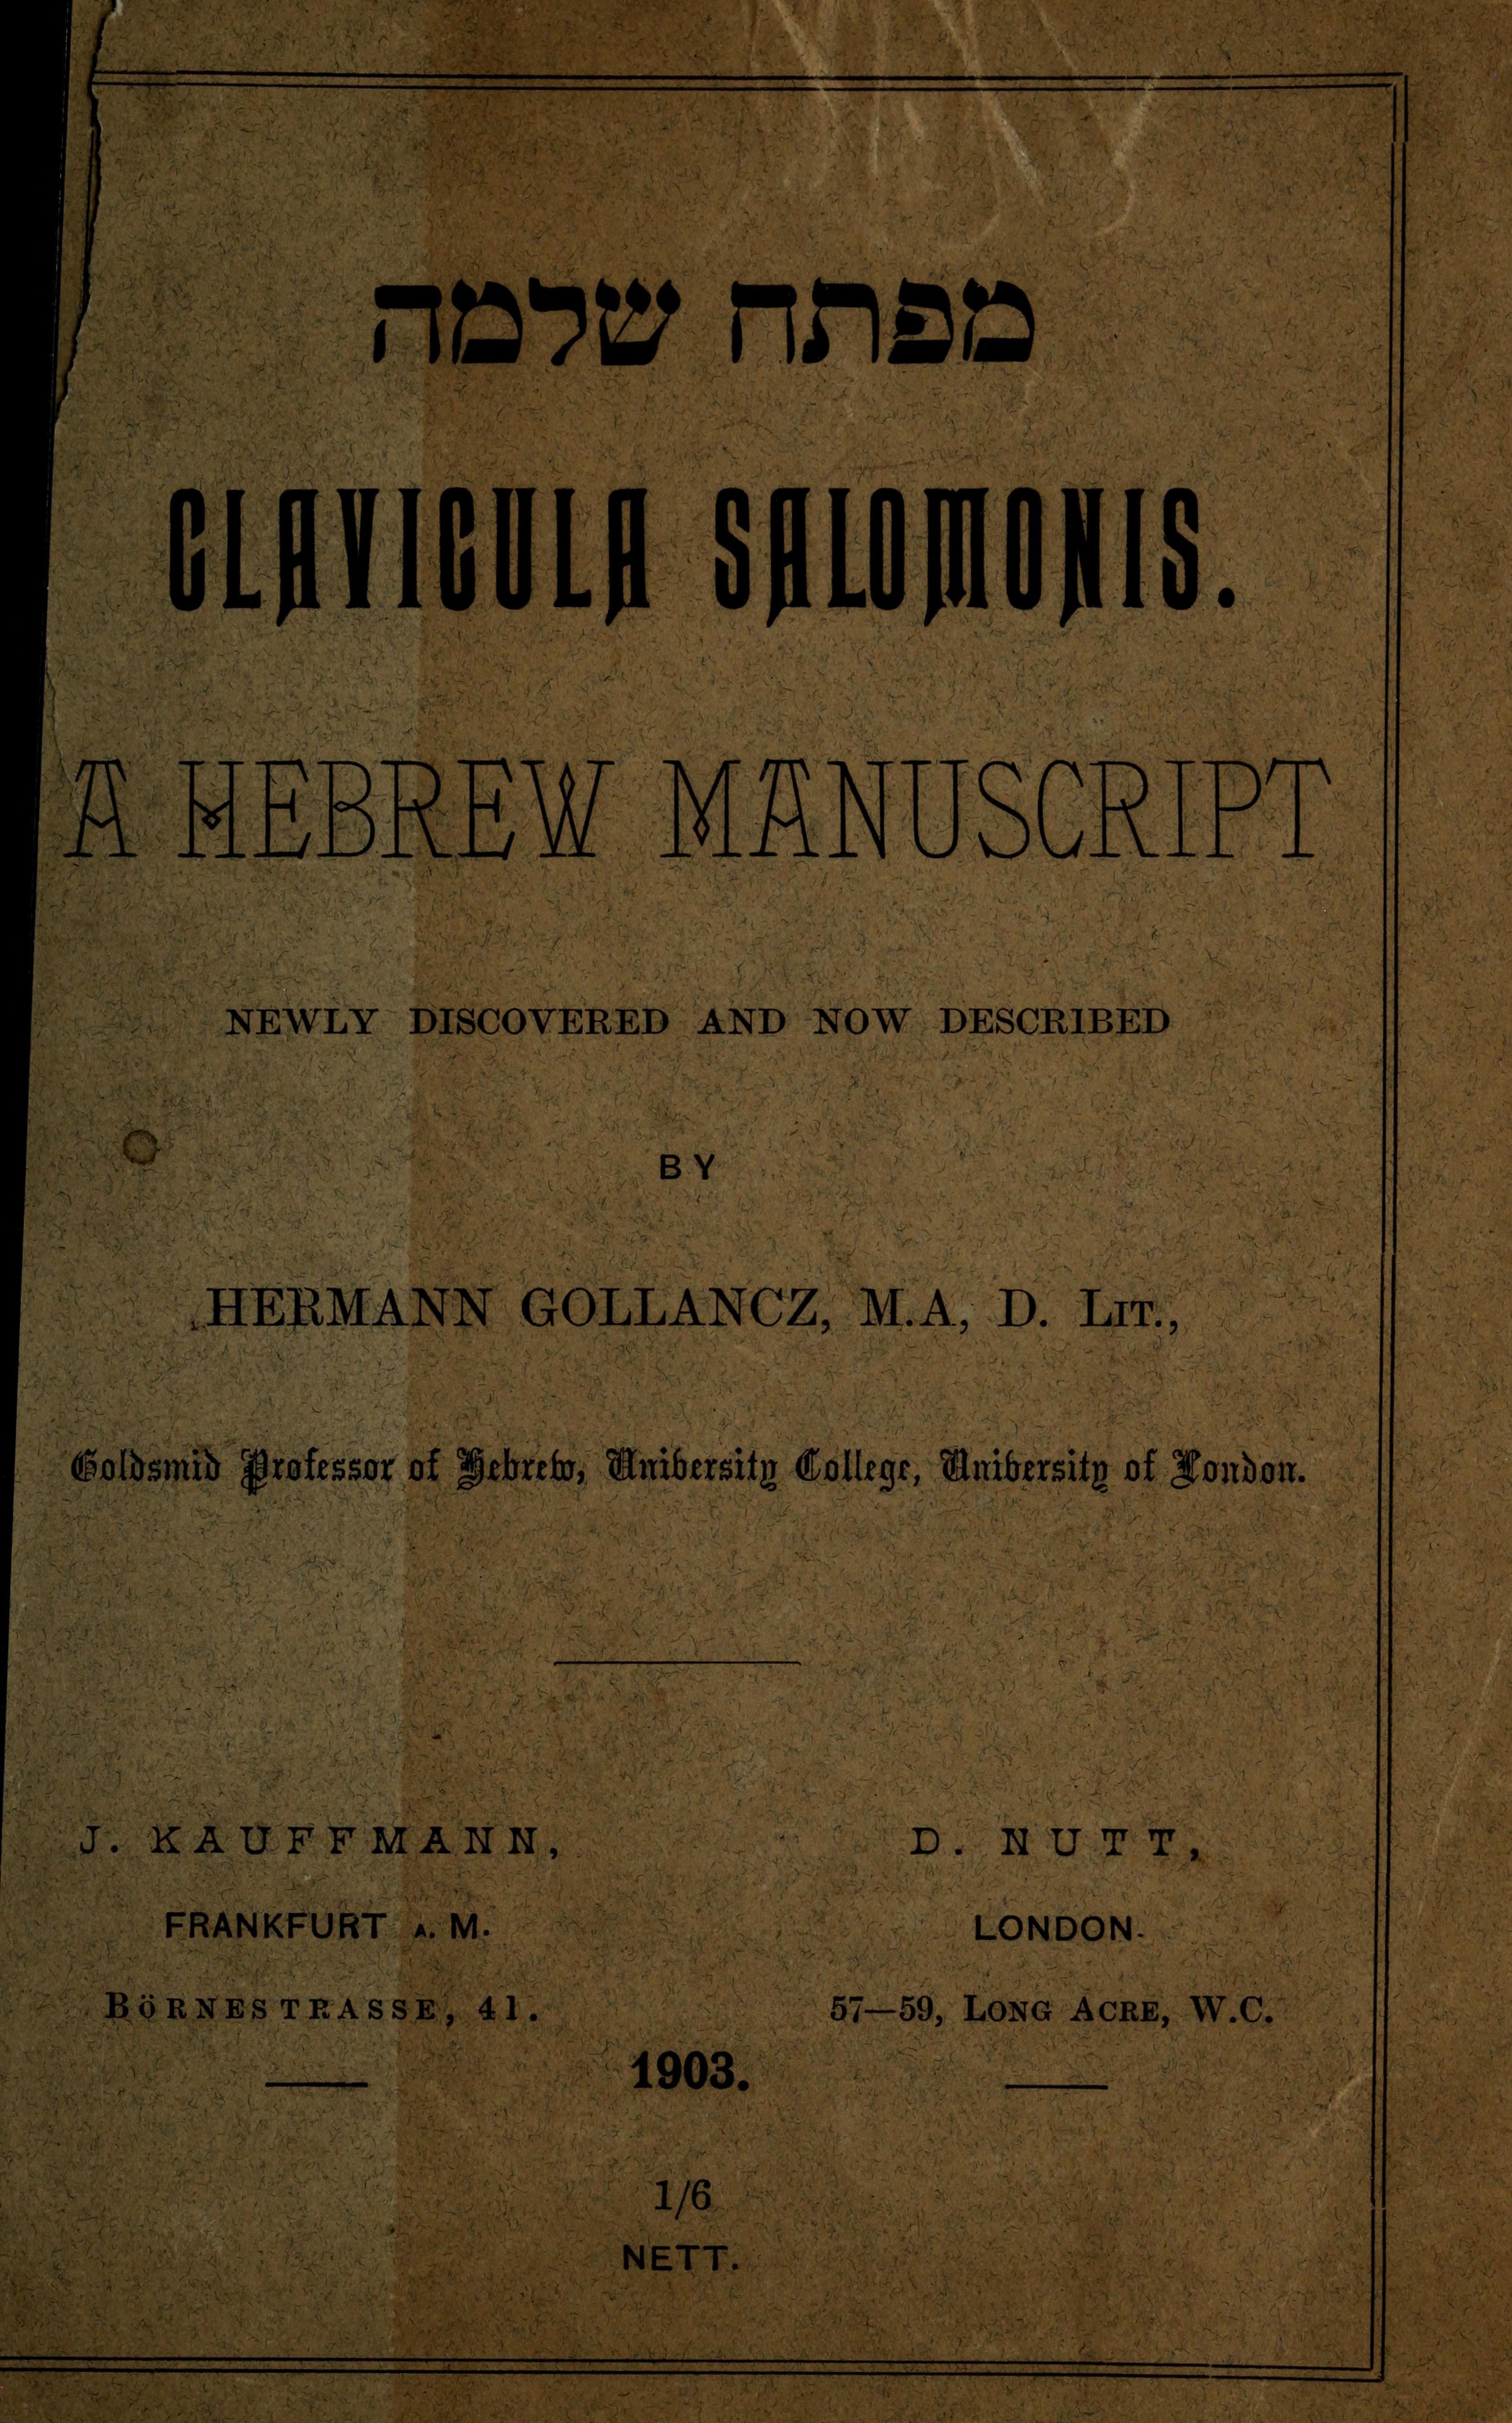 מפתח שלמה
CLAVICULA SALOMONIS.
A HEBREW MANUSCRIPT
NEWLY DISCOVERED AND NOW DESCRIBED
BY
HERMANN GOLLANCZ, M.A, D. LIT.,
Goldsmid Professor of Hebrew, University College, University of London.
J. KAUFFMANN,
FRANKFURT A. M.
BÖRNESTRASSE, 41.
D. NUTT,
LONDON.
57—59, LONG ACRE, W.C.
1903.
1/6
NETT.